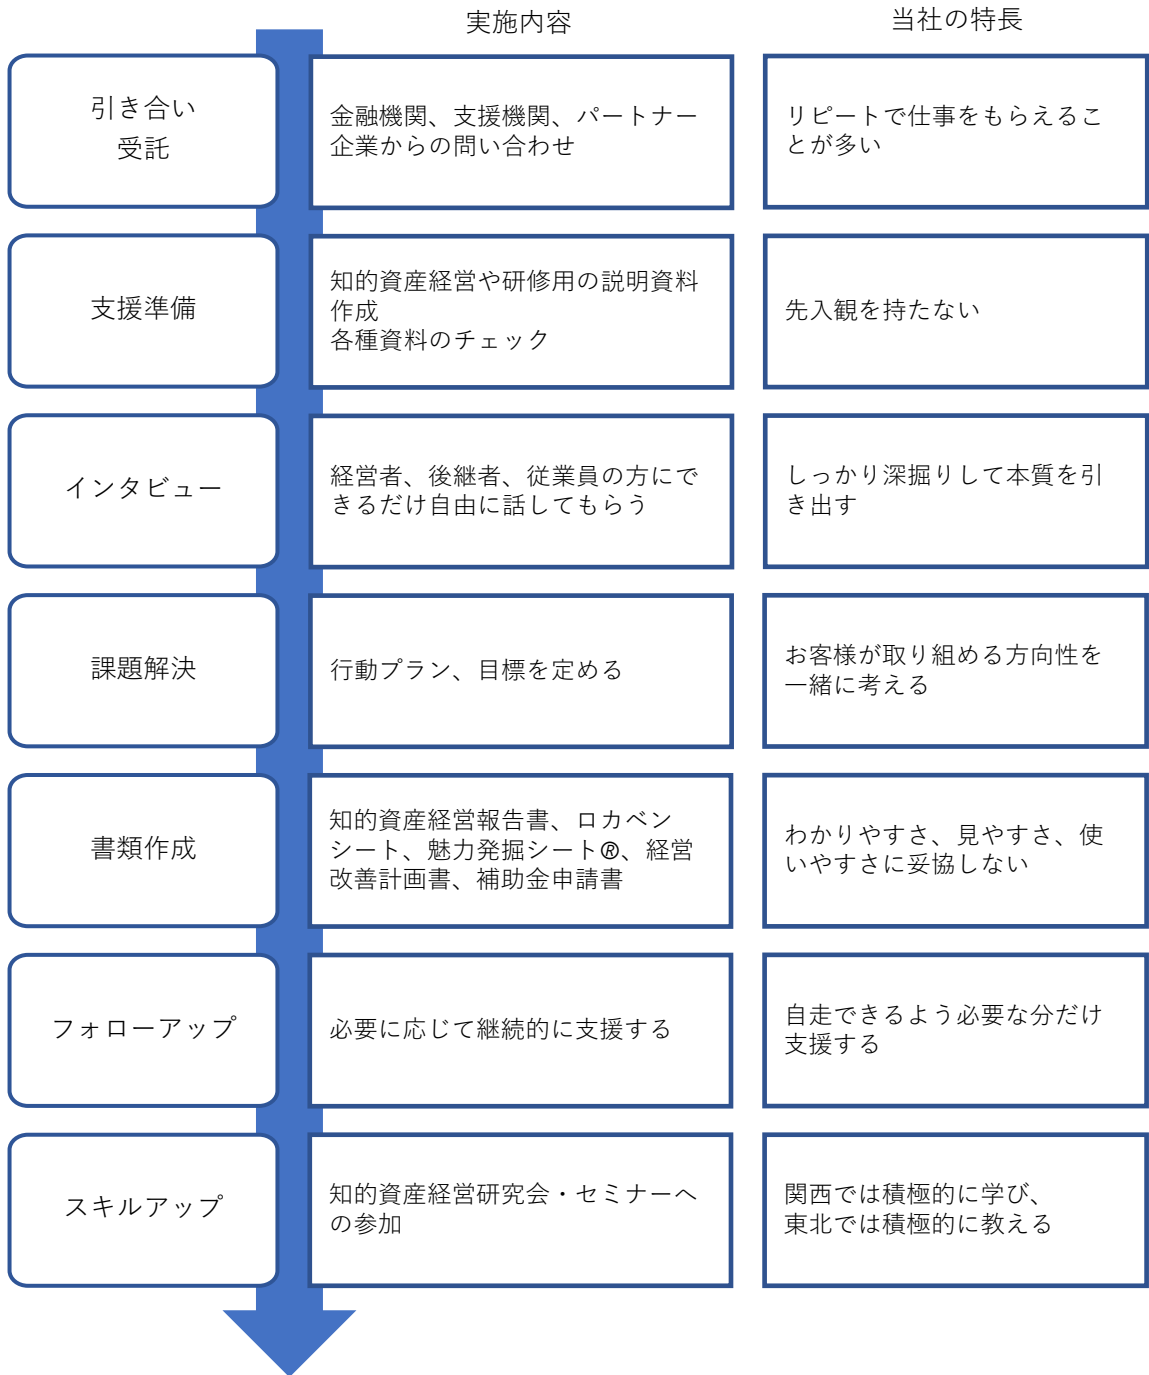 実施内容
当社の特長
引き合い
受託
金融機関、支援機関、パートナー
企業からの問い合わせ
リピートで仕事をもらえるこ
とが多い
支援準備
知的資産経営や研修用の説明資料
作成
各種資料のチェック
先入観を持たない
インタビュー
経営者、後継者、従業員の方にで
きるだけ自由に話してもらう
しっかり深掘りして本質を引
き出す
課題解決
行動プラン、目標を定める
お客様が取り組める方向性を
一緒に考える
書類作成
知的資産経営報告書、ロカベン
シート、魅力発掘シート®、経営
改善計画書、補助金申請書
わかりやすさ、見やすさ、使
いやすさに妥協しない
フォローアップ
必要に応じて継続的に支援する
自走できるよう必要な分だけ
支援する
スキルアップ
知的資産経営研究会・セミナーへ
の参加
関西では積極的に学び、
東北では積極的に教える